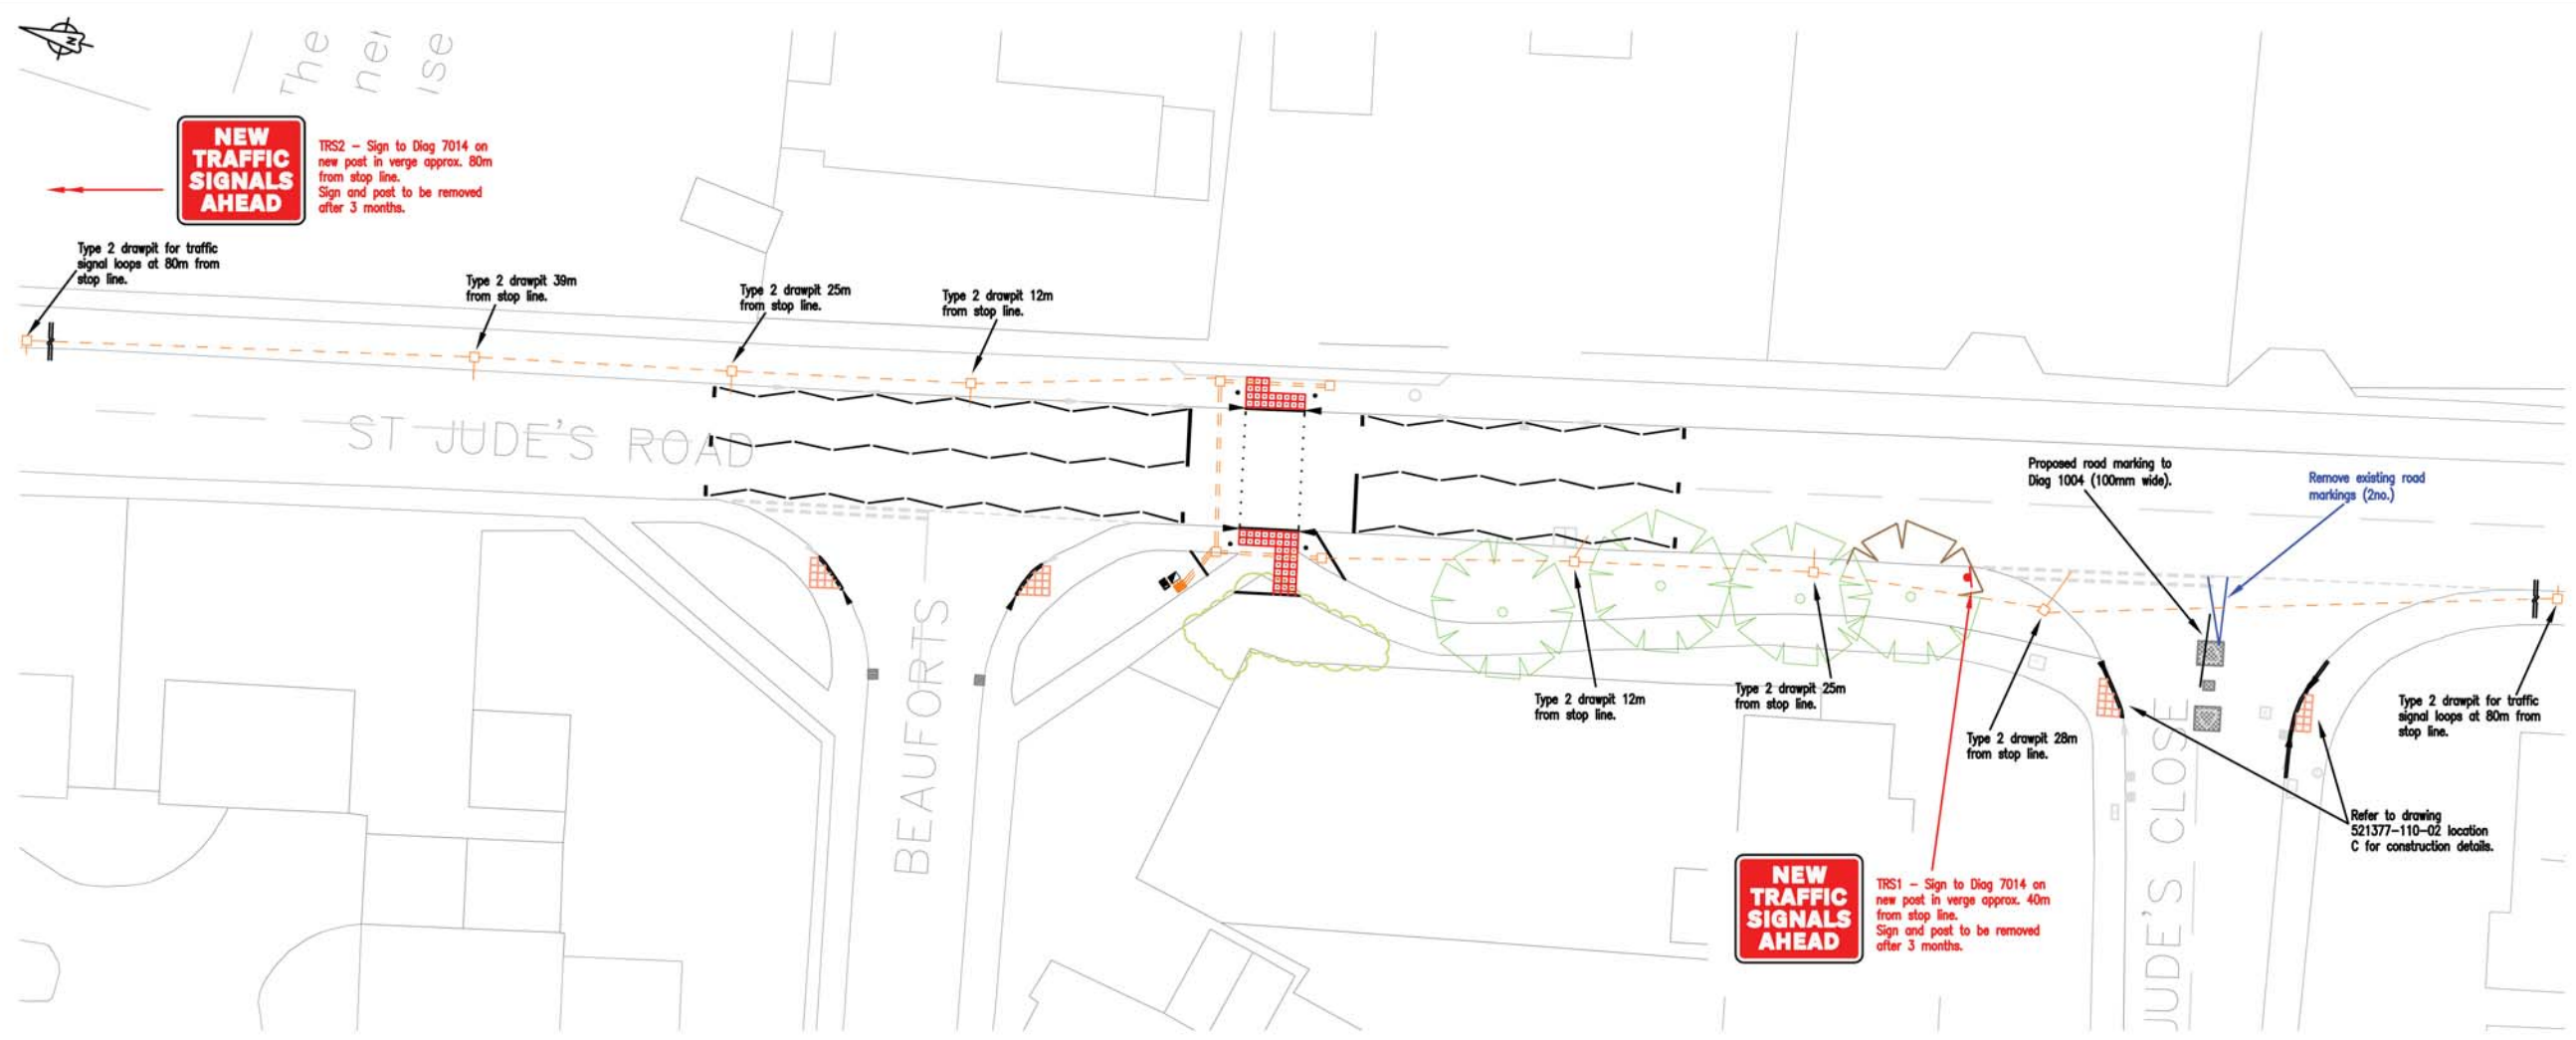 N
The
ner
NEW
TRAFFIC
SIGNALS
AHEAD
TRS2 - Sign to Diag 7014 on
new post in verge approx. 80m
from stop line.
Sign and post to be removed
after 3 months.
Type 2 drawpit for traffic
signal loops at 80m from
stop line.
Type 2 drawpit 39m
from stop line.
Type 2 drawpit 25m
from stop line.
Type 2 drawpit 12m
from stop line.
ST JUDE'S ROAD
Proposed road marking to
Diag 1004 (100mm wide).
Remove existing road
markings (2no.)
BEAUFORTS
Type 2 drawpit 12m
from stop line.
Type 2 drawpit 25m
from stop line.
Type 2 drawpit 28m
from stop line.
Type 2 drawpit for traffic
signal loops at 80m from
stop line.
JUDE'S CLOSE
Refer to drawing
521377-110-02 location
C for construction details.
NEW
TRAFFIC
SIGNALS
AHEAD
TRS1 - Sign to Diag 7014 on
new post in verge approx. 40m
from stop line.
Sign and post to be removed
after 3 months.